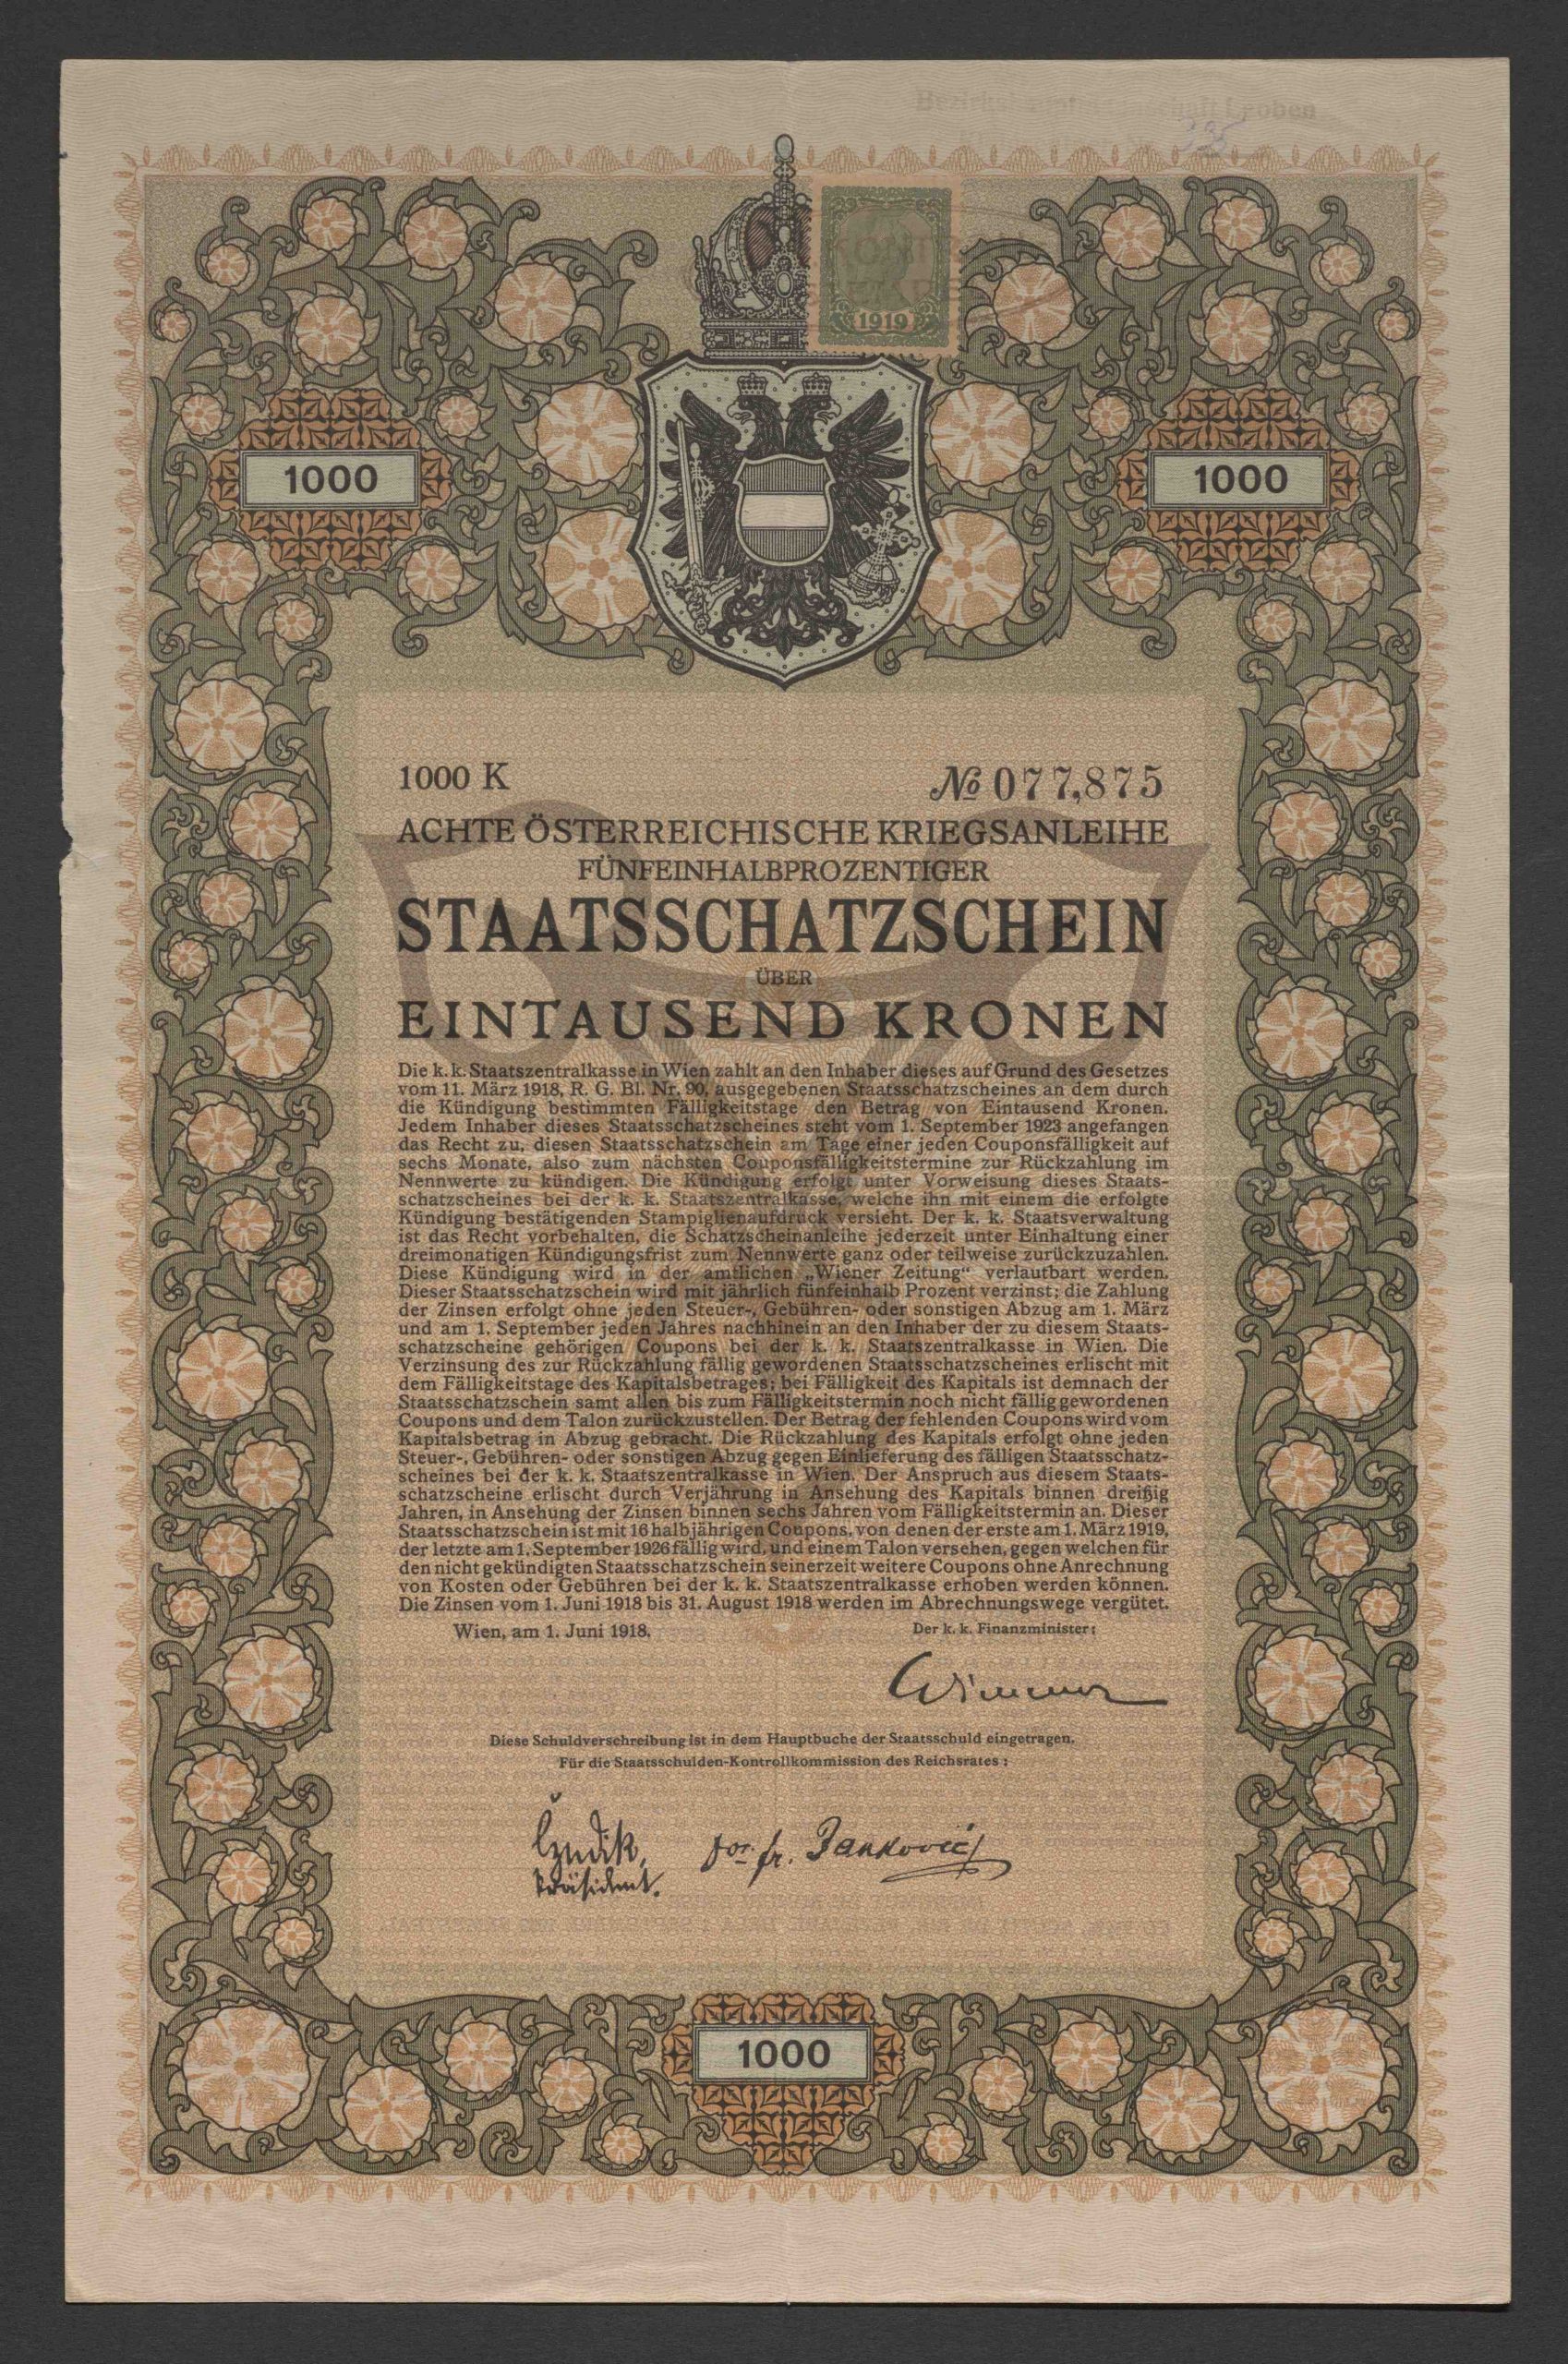 Leoben
1919
1000
1000
1000 K
№ 077,875
ACHTE ÖSTERREICHISCHE KRIEGSANLEIHE
FÜNFEINHALBPROZENTIGER
STAATSSCHATZSCHEIN
ÜBER
EINTAUSEND KRONEN
Die k. k. Staatszentralkasse in Wien zahlt an den Inhaber dieses auf Grund des Gesetzes
vom 11. März 1918, R. G. Bl. Nr. 90, ausgegebenen Staatsschatzscheines an dem durch
die Kündigung bestimmten Fälligkeitstage den Betrag von Eintausend Kronen.
Jedem Inhaber dieses Staatsschatzscheines steht vom 1. September 1923 angefangen
das Recht zu, diesen Staatsschatzschein am Tage einer jeden Couponsfälligkeit auf
sechs Monate, also zum nächsten Couponsfälligkeitstermine zur Rückzahlung im
Nennwerte zu kündigen. Die Kündigung erfolgt unter Vorweisung dieses Staats-
schatzscheines bei der k. k. Staatszentralkasse, welche ihn mit einem die erfolgte
Kündigung bestätigenden Stampiglienaufdruck versieht. Der k. k. Staatsverwaltung
ist das Recht vorbehalten, die Schatzscheinanleihe jederzeit unter Einhaltung einer
dreimonatigen Kündigungsfrist zum Nennwerte ganz oder teilweise zurückzuzahlen.
Diese Kündigung wird in der amtlichen „Wiener Zeitung“ verlautbart werden.
Dieser Staatsschatzschein wird mit jährlich fünfeinhalb Prozent verzinst; die Zahlung
der Zinsen erfolgt ohne jeden Steuer-, Gebühren- oder sonstigen Abzug am 1. März
und am 1. September jeden Jahres nachhinein an den Inhaber der zu diesem Staats-
schatzscheine gehörigen Coupons bei der k. k. Staatszentralkasse in Wien. Die
Verzinsung des zur Rückzahlung fällig gewordenen Staatsschatzscheines erlischt mit
dem Fälligkeitstage des Kapitalsbetrages; bei Fälligkeit des Kapitals ist demnach der
Staatsschatzschein samt allen bis zum Fälligkeitstermin noch nicht fällig gewordenen
Coupons und dem Talon zurückzustellen. Der Betrag der fehlenden Coupons wird vom
Kapitalsbetrag in Abzug gebracht. Die Rückzahlung des Kapitals erfolgt ohne jeden
Steuer-, Gebühren- oder sonstigen Abzug gegen Einlieferung des fälligen Staatsschatz-
scheines bei der k. k. Staatszentralkasse in Wien. Der Anspruch aus diesem Staats-
schatzscheine erlischt durch Verjährung in Ansehung des Kapitals binnen dreißig
Jahren, in Ansehung der Zinsen binnen sechs Jahren vom Fälligkeitstermin an. Dieser
Staatsschatzschein ist mit 16 halbjährigen Coupons, von denen der erste am 1. März 1919,
der letzte am 1. September 1926 fällig wird, und einem Talon versehen, gegen welchen für
den nicht gekündigten Staatsschatzschein seinerzeit weitere Coupons ohne Anrechnung
von Kosten oder Gebühren bei der k. k. Staatszentralkasse erhoben werden können.
Die Zinsen vom 1. Juni 1918 bis 31. August 1918 werden im Abrechnungswege vergütet.
Wien, am 1. Juni 1918.
Der k. k. Finanzminister:
Wimmer
Diese Schuldverschreibung ist in dem Hauptbuche der Staatsschuld eingetragen.
Für die Staatsschulden-Kontrollkommission des Reichsrates:
Czedik,
Präsident.
Dor. fr. Janković
1000